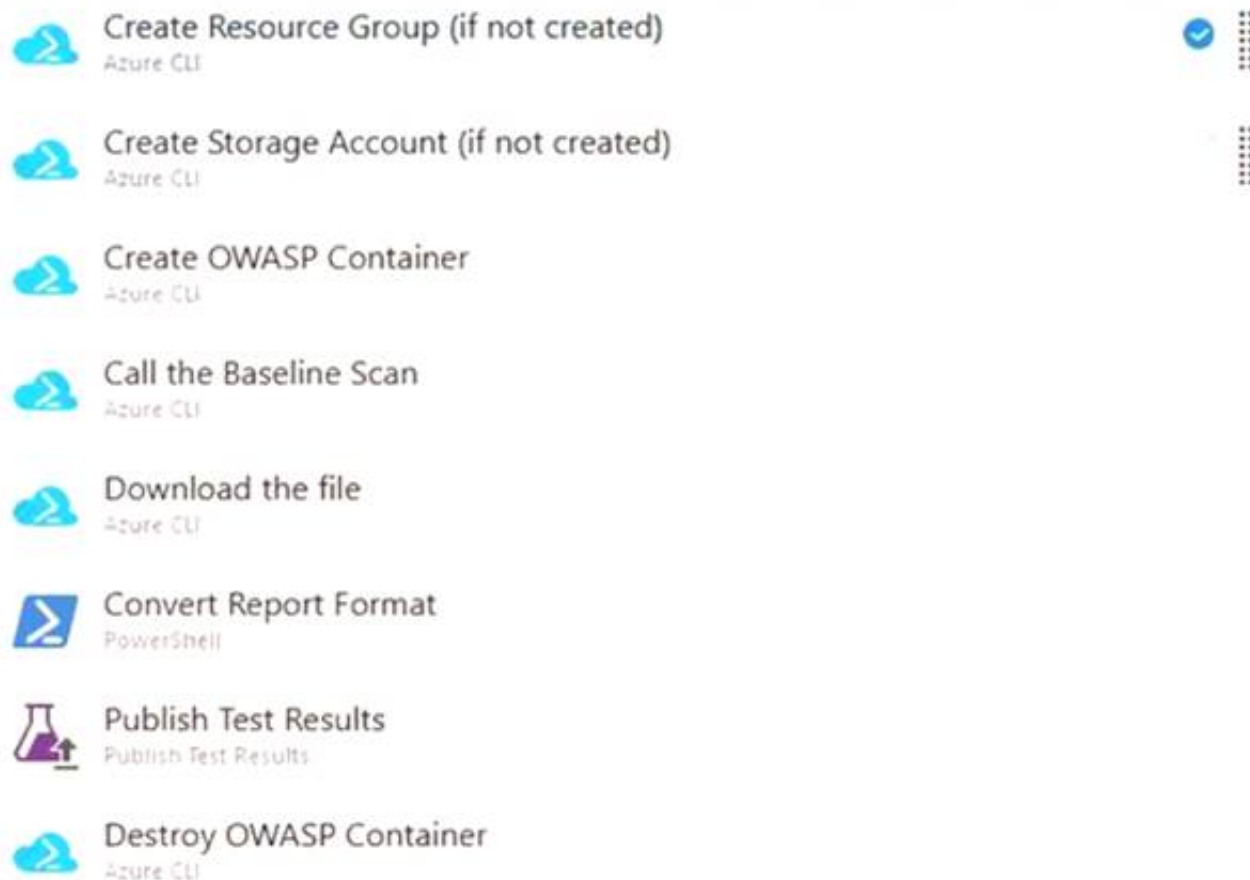 Create Resource Group (if not created)
Azure CLI
Create Storage Account (if not created)
Azure CLI
Create OWASP Container
Azure CLI
Call the Baseline Scan
Azure CLI
Download the file
Azure CLI
Convert Report Format
PowerShell
Publish Test Results
Publish Test Results
Destroy OWASP Container
Azure CLI